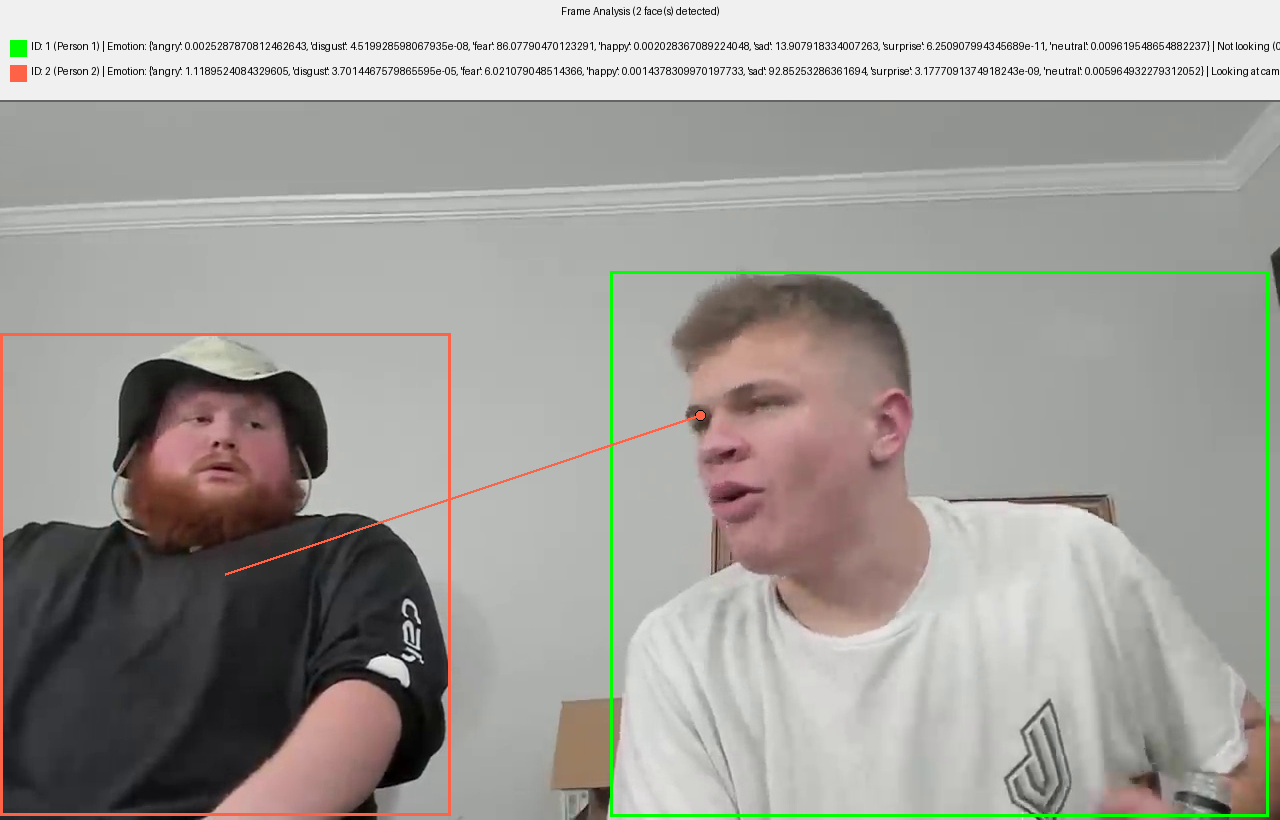 Frame Analysis (2 face(s) detected)
ID: 1 (Person 1) | Emotion: {'angry': 0.0025287870812462643, 'disgust': 4.519928598067935e-08, 'fear': 86.07790470123291, 'happy': 0.002028367089224048, 'sad': 13.907918334007263, 'surprise': 6.250907994345689e-11, 'neutral': 0.009619548654882237} | Not looking (0
ID: 2 (Person 2) | Emotion: {'angry': 1.1189524084329605, 'disgust': 3.7014467579865595e-05, 'fear': 6.021079048514366, 'happy': 0.0014378309970197733, 'sad': 92.85253286361694, 'surprise': 3.1777091374918243e-09, 'neutral': 0.005964932279312052} | Looking at cam